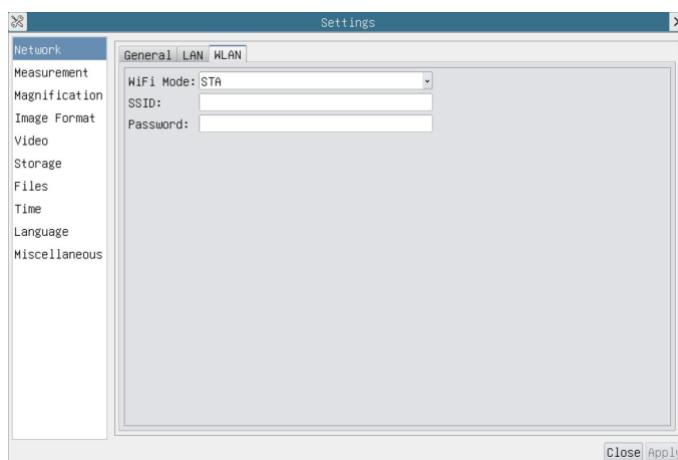 Settings
Network
Measurement
Magnification
Image Format
Video
Storage
Files
Time
Language
Miscellaneous
General LAN WLAN
WiFi Mode: STA
SSID:
Password:
Close Apply